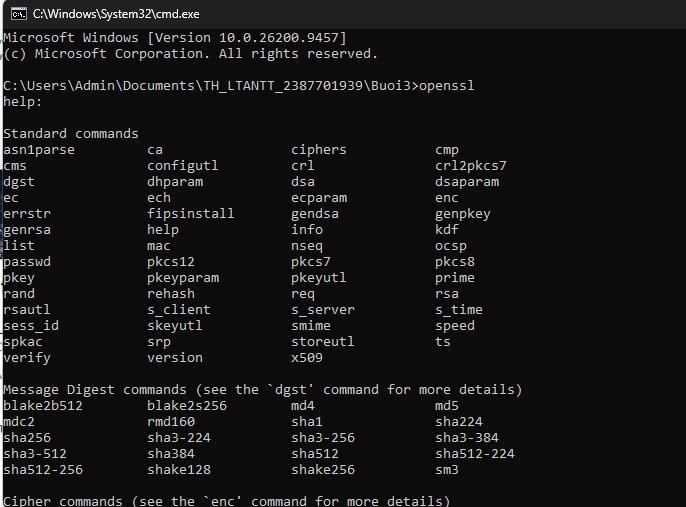 C:\Windows\System32\cmd.exe
Microsoft Windows [Version 10.0.26200.9457]
(c) Microsoft Corporation. All rights reserved.
C:\Users\Admin\Documents\TH_LTANTT_2387701939\Buoi3>openssl
help:
Standard commands
asn1parse ca ciphers cmp
cms configutl crl crl2pkcs7
dgst dhparam dsa dsaparam
ec ech ecparam enc
errstr fipsinstall gendsa genpkey
genrsa help info kdf
list mac nseq ocsp
passwd pkcs12 pkcs7 pkcs8
pkey pkeyparam pkeyutl prime
rand rehash req rsa
rsautl s_client s_server s_time
sess_id skeyutl smime speed
spkac srp storeutl ts
verify version x509
Message Digest commands (see the `dgst' command for more details)
blake2b512 blake2s256 md4 md5
mdc2 rmd160 sha1 sha224
sha256 sha3-224 sha3-256 sha3-384
sha3-512 sha384 sha512 sha512-224
sha512-256 shake128 shake256 sm3
Cipher commands (see the `enc' command for more details)